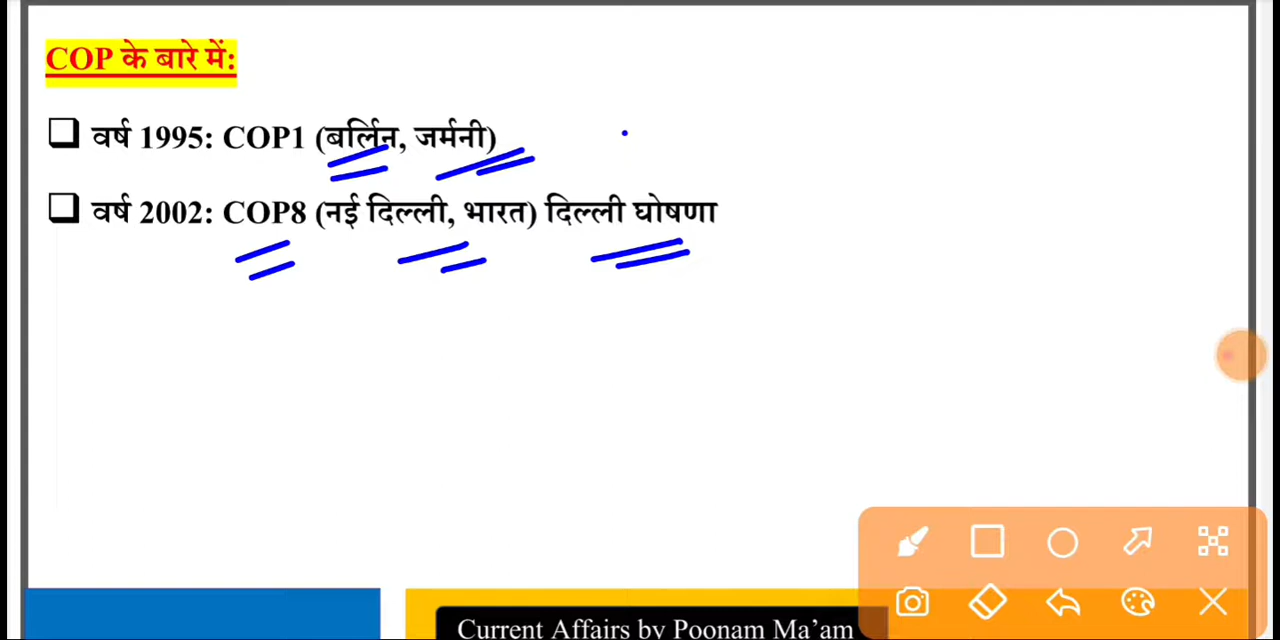 COP के बारे में:
❑ वर्ष 1995: COP1 (बर्लिन, जर्मनी)
❑ वर्ष 2002: COP8 (नई दिल्ली, भारत) दिल्ली घोषणा
Current Affairs by Poonam Ma’am